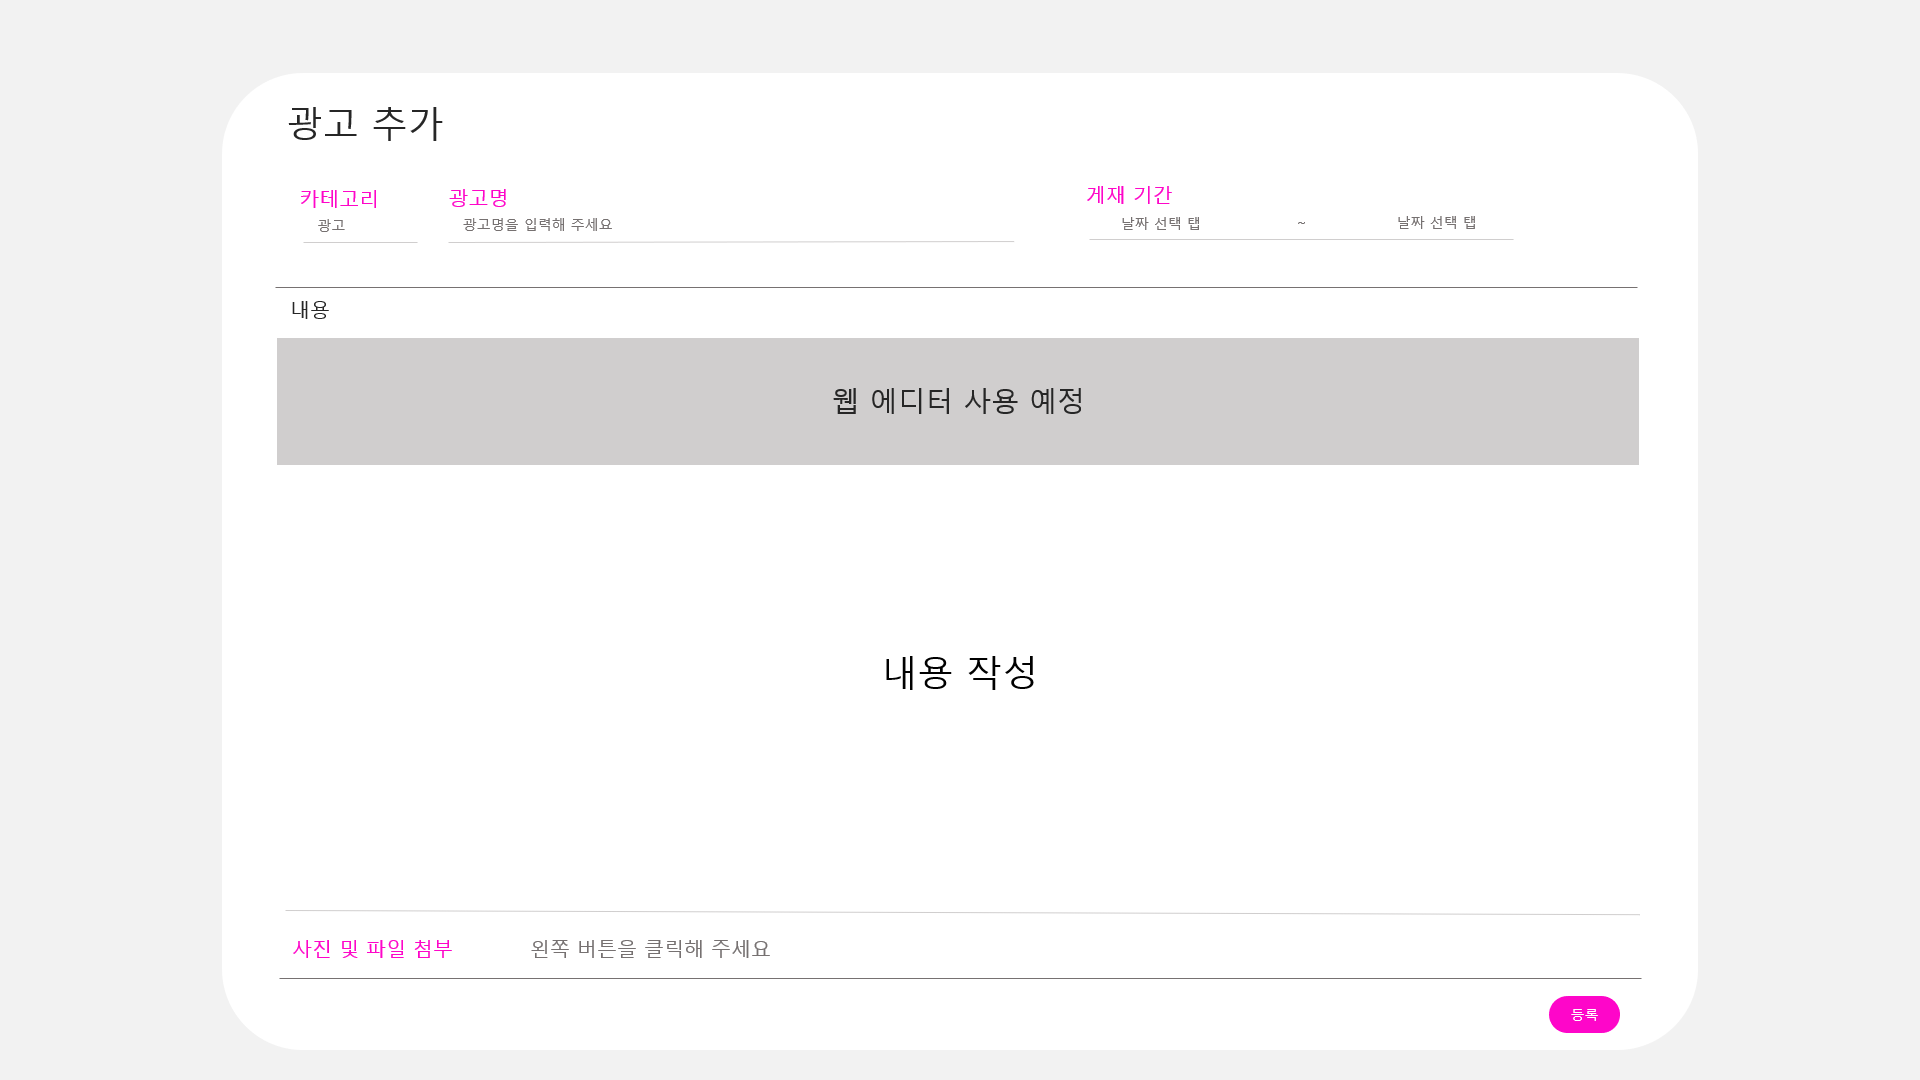 광고 추가
카테고리 광고명 게재 기간
광고 광고명을 입력해 주세요 날짜 선택 탭 ~ 날짜 선택 탭
내용
웹 에디터 사용 예정
내용 작성
사진 및 파일 첨부 왼쪽 버튼을 클릭해 주세요
등록